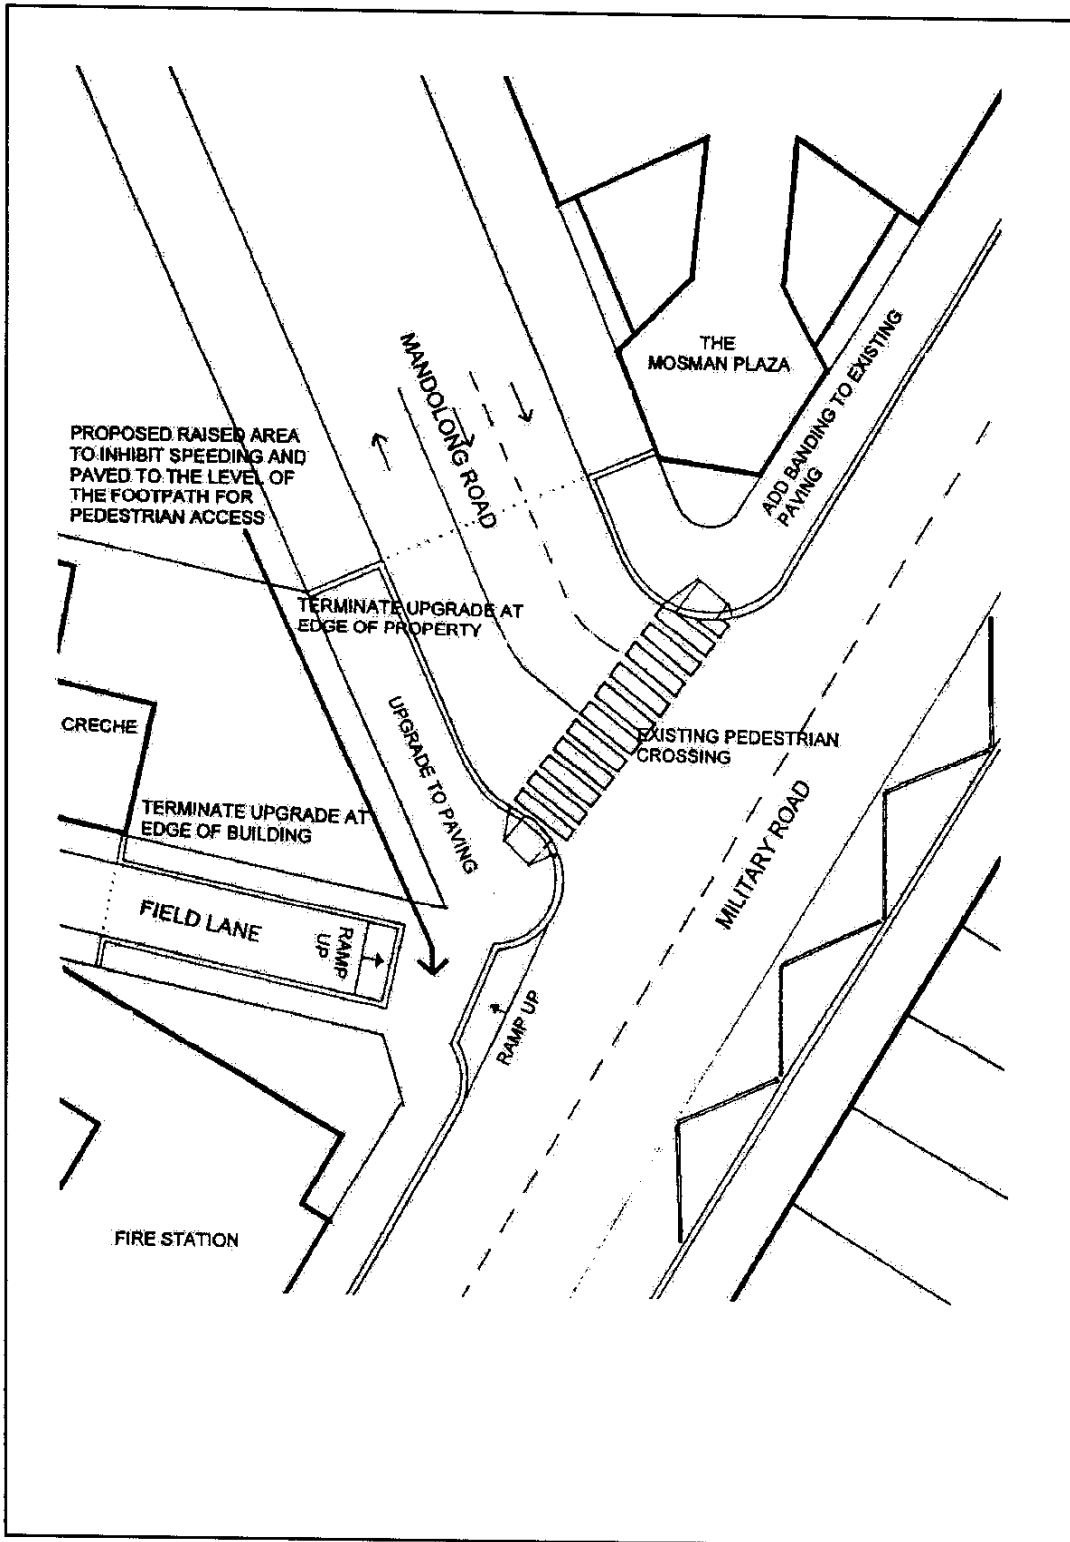 THE
MOSMAN PLAZA
MANDOLONG ROAD
ADD BANDING TO EXISTING
PAVING
PROPOSED RAISED AREA
TO INHIBIT SPEEDING AND
PAVED TO THE LEVEL OF
THE FOOTPATH FOR
PEDESTRIAN ACCESS
TERMINATE UPGRADE AT
EDGE OF PROPERTY
UPGRADE TO PAVING
CRECHE
EXISTING PEDESTRIAN
CROSSING
TERMINATE UPGRADE AT
EDGE OF BUILDING
MILITARY ROAD
FIELD LANE
RAMP
UP
RAMP UP
FIRE STATION